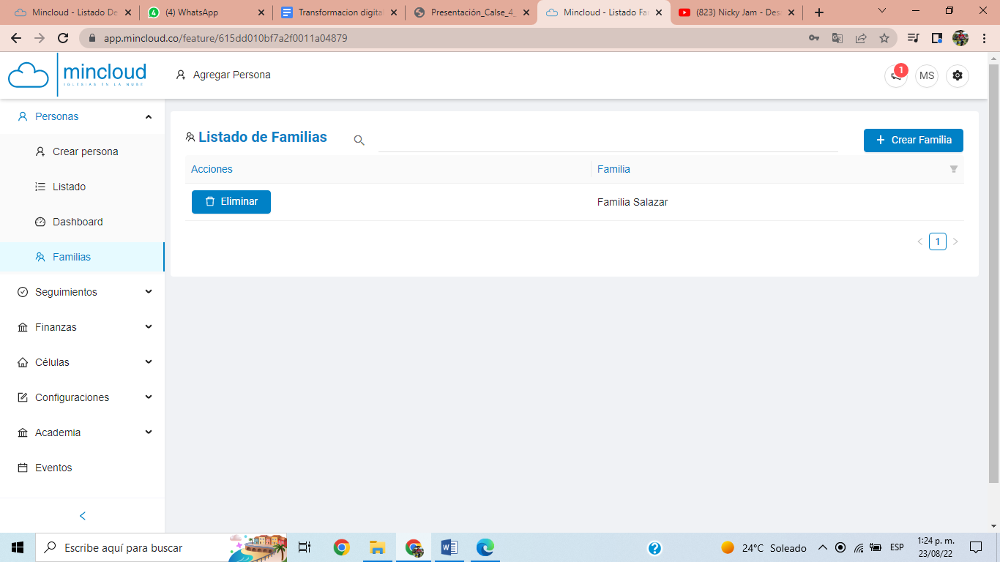 Mincloud - Listado De
(4) WhatsApp
Transformacion digital
Presentación_Calse_4_
Mincloud - Listado Fa
(823) Nicky Jam - Des
app.mincloud.co/feature/615dd010bf7a2f0011a04879
mincloud
IGLESIAS EN LA NUBE
Agregar Persona
1
MS
Personas
Crear persona
Listado
Dashboard
Familias
Seguimientos
Finanzas
Células
Configuraciones
Academia
Eventos
Listado de Familias
Crear Familia
Acciones
Familia
Eliminar
Familia Salazar
1
Escribe aquí para buscar
24°C Soleado
ESP
1:24 p. m.
23/08/22